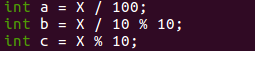 int a = X / 100;
int b = X / 10 % 10;
int c = X % 10;